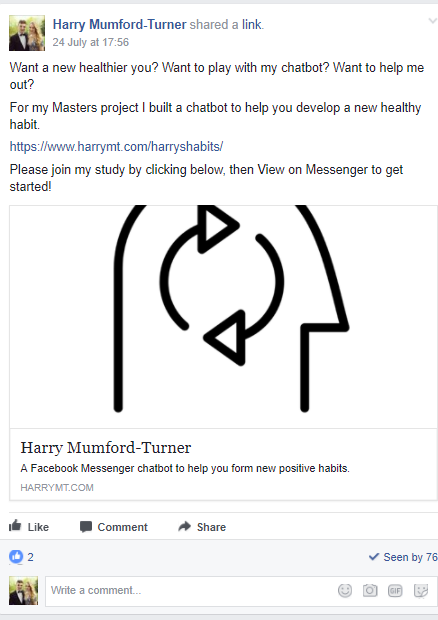 Harry Mumford-Turner shared a link.
24 July at 17:56
Want a new healthier you? Want to play with my chatbot? Want to help me
out?
For my Masters project I built a chatbot to help you develop a new healthy
habit.
https://www.harrymt.com/harryshabits/
Please join my study by clicking below, then View on Messenger to get
started!
Harry Mumford-Turner
A Facebook Messenger chatbot to help you form new positive habits.
HARRYMT.COM
Like Comment Share
2 Seen by 76
Write a comment...
GIF